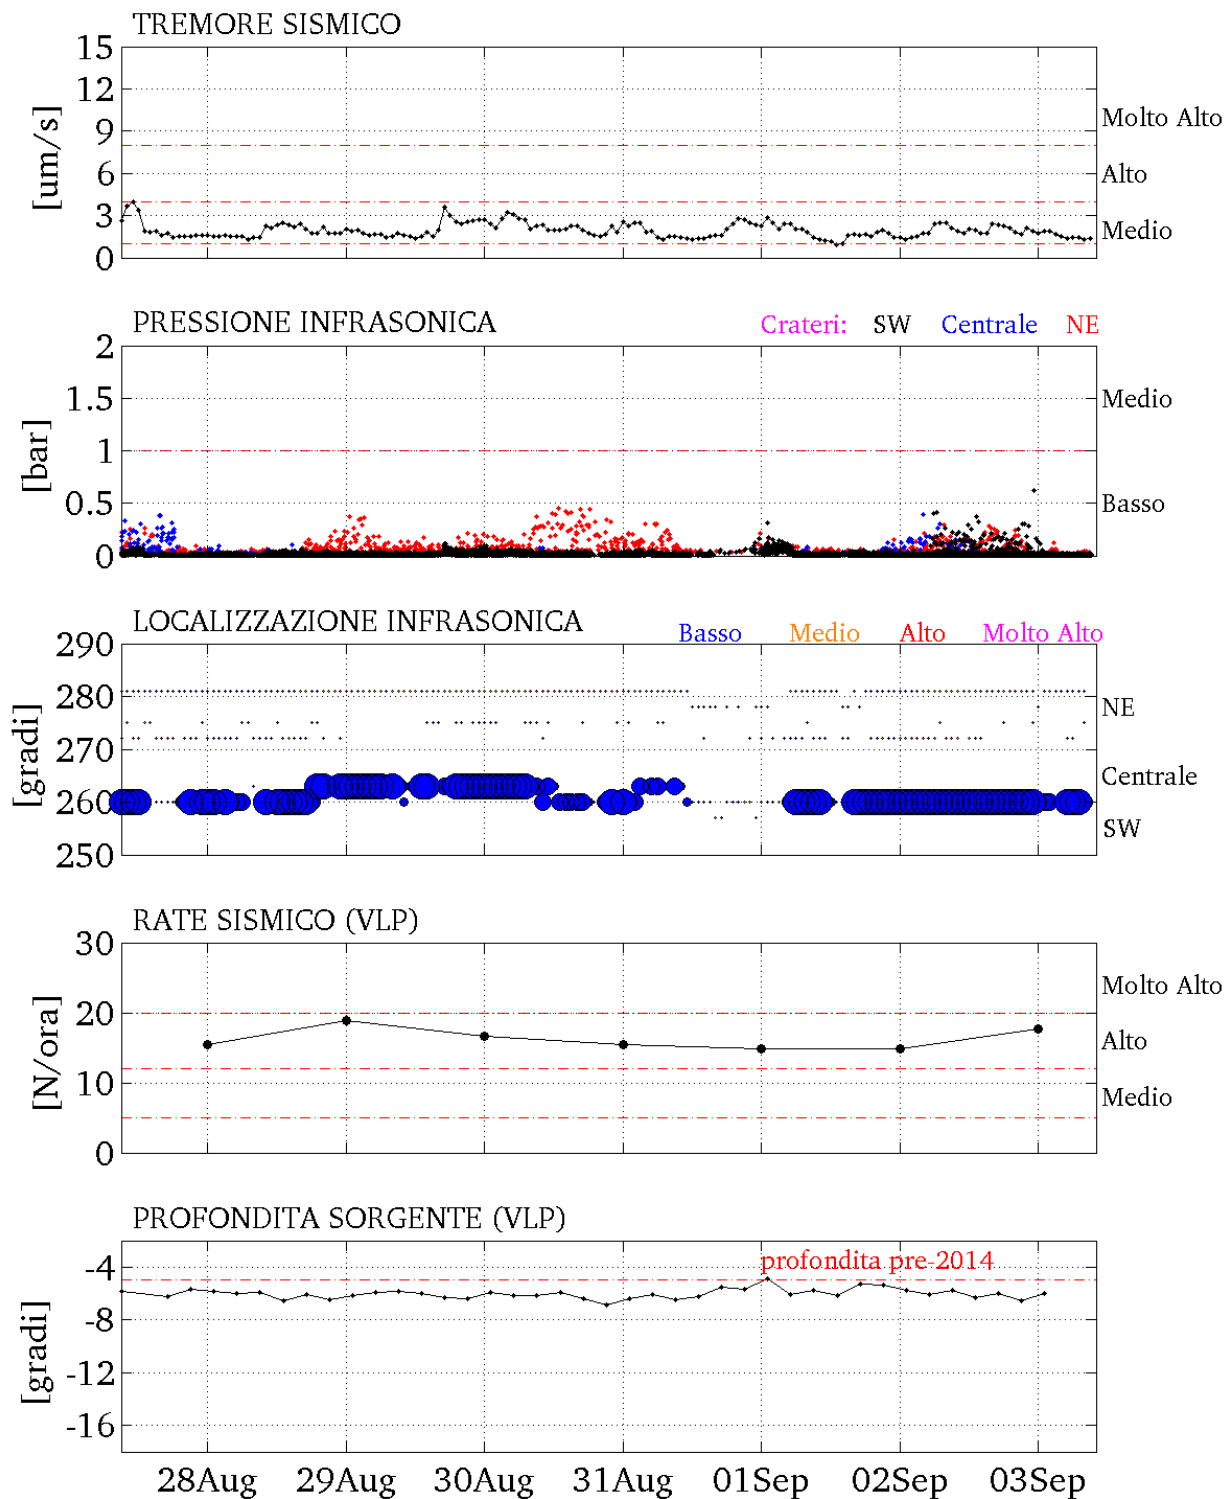 TREMORE SISMICO
15
12
9
6
3
0
[um/s]
Molto Alto
Alto
Medio
PRESSIONE INFRASONICA
Crateri: SW Centrale NE
2
1.5
1
0.5
0
[bar]
Medio
Basso
LOCALIZZAZIONE INFRASONICA
Basso Medio Alto Molto Alto
290
280
270
260
250
[gradi]
NE
Centrale
SW
RATE SISMICO (VLP)
30
20
10
0
[N/ora]
Molto Alto
Alto
Medio
PROFONDITA SORGENTE (VLP)
profondita pre-2014
-4
-8
-12
-16
[gradi]
28Aug 29Aug 30Aug 31Aug 01Sep 02Sep 03Sep